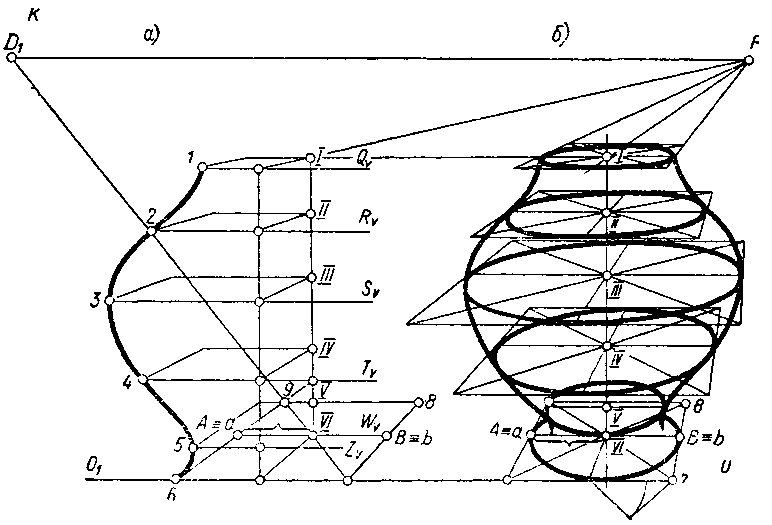 К
D₁ а) б) F
1 I Qᵥ I
2 II Rᵥ II
3 III Sᵥ III
4 IV Tᵥ IV
9 V 8 V 8
A≡a VI Wᵥ B≡b A≡a VI B≡b
5 Zᵥ
O₁ 6 7 U